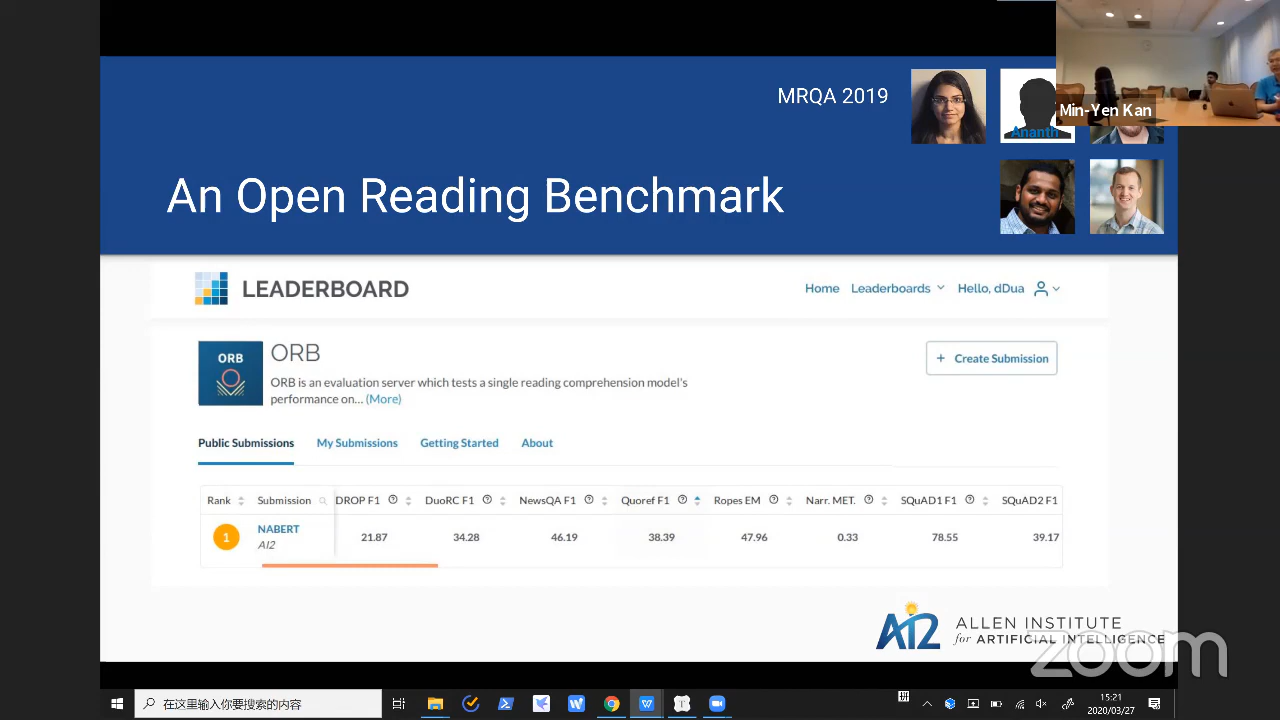 MRQA 2019
Ananth
Min-Yen Kan
An Open Reading Benchmark
LEADERBOARD
Home Leaderboards Hello, dDua
ORB
ORB
ORB is an evaluation server which tests a single reading comprehension model's
performance on... (More)
+ Create Submission
Public Submissions My Submissions Getting Started About
Rank Submission DROP F1 DuoRC F1 NewsQA F1 Quoref F1 Ropes EM Narr. MET. SQuAD1 F1 SQuAD2 F1
1 NABERT 21.87 34.28 46.19 38.39 47.96 0.33 78.55 39.17
AI2
AI2 ALLEN INSTITUTE
for ARTIFICIAL INTELLIGENCE
zoom
在这里输入你要搜索的内容
拼
15:21
2020/03/27